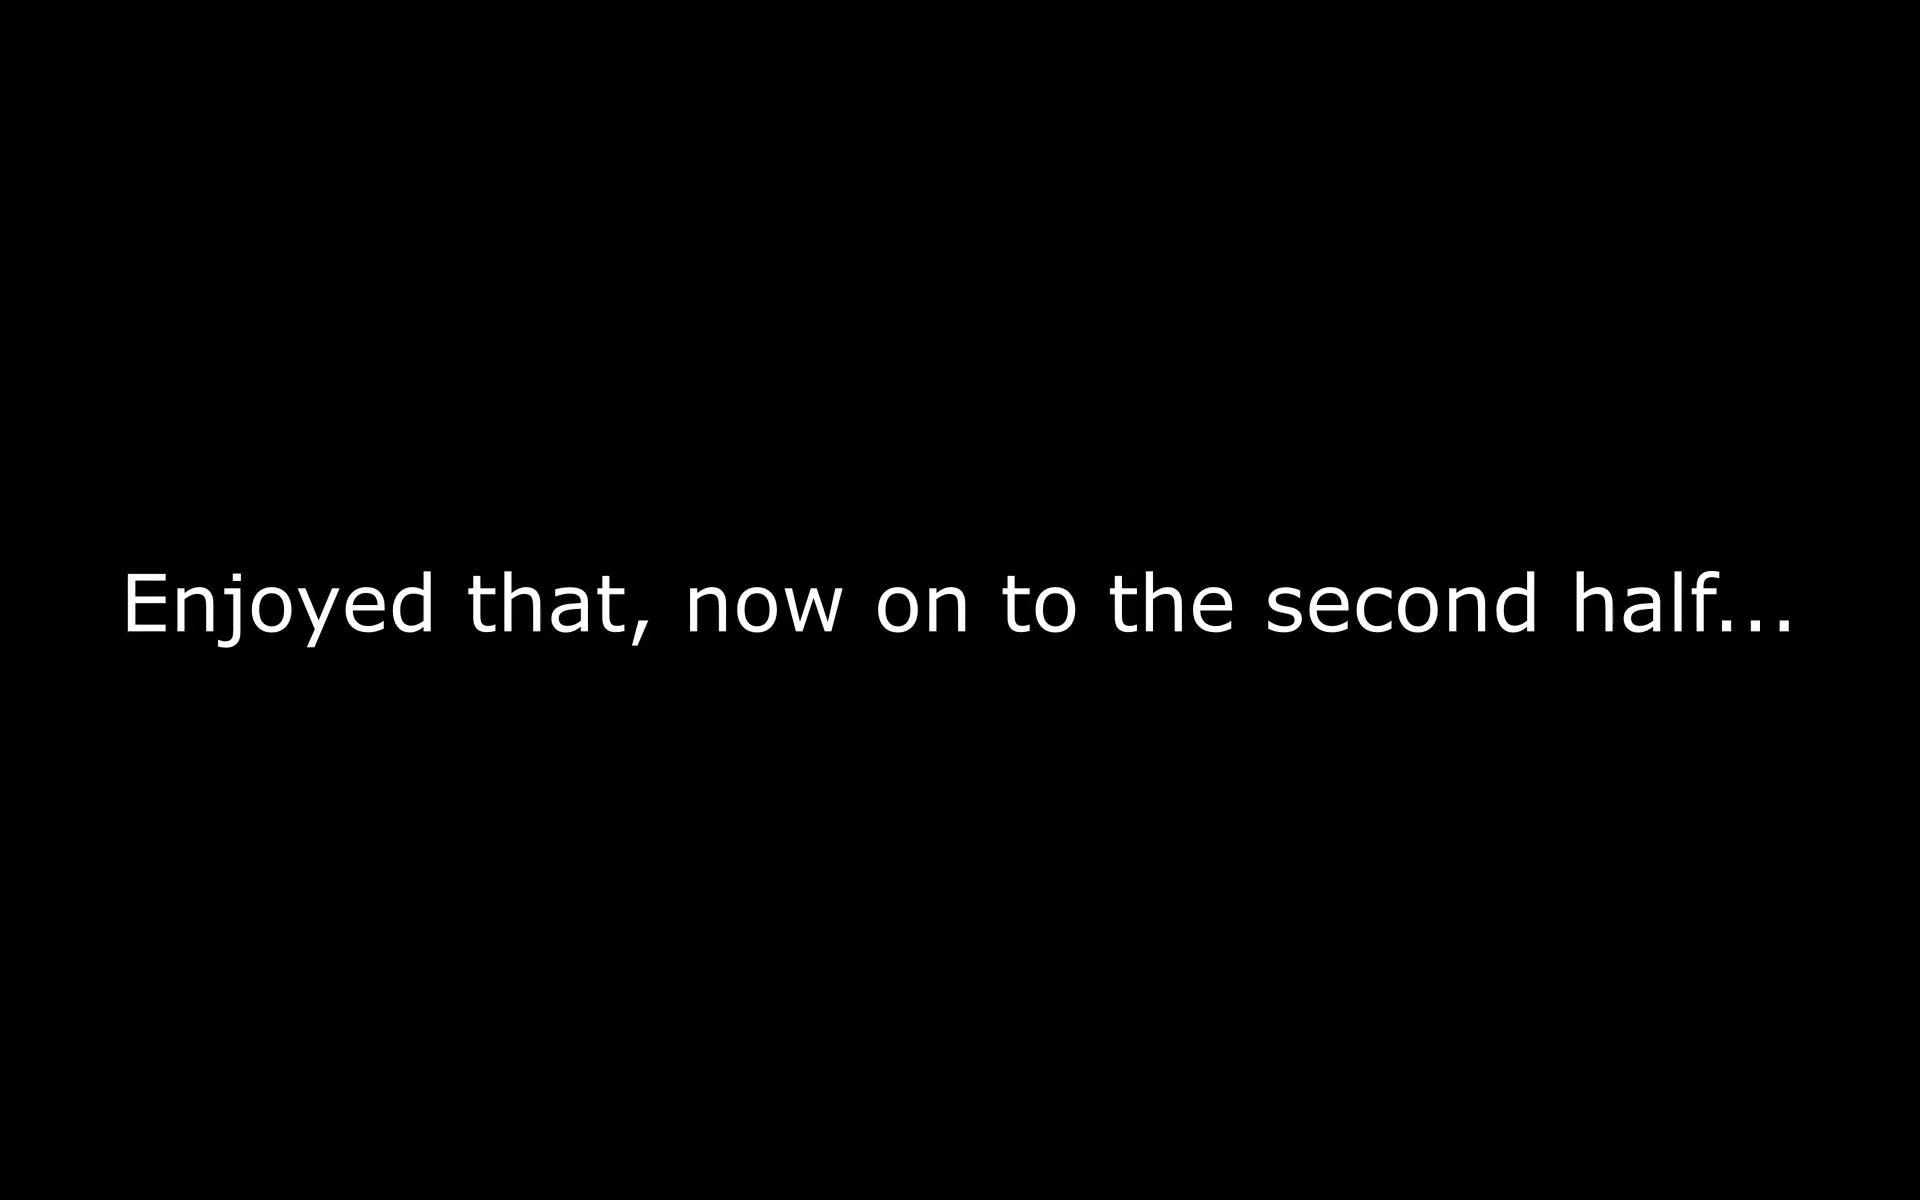 Enjoyed that, now on to the second half...